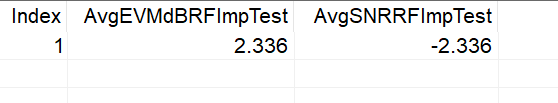 Index AvgEVMdBRFImpTest AvgSNRRFImpTest
1 2.336 -2.336